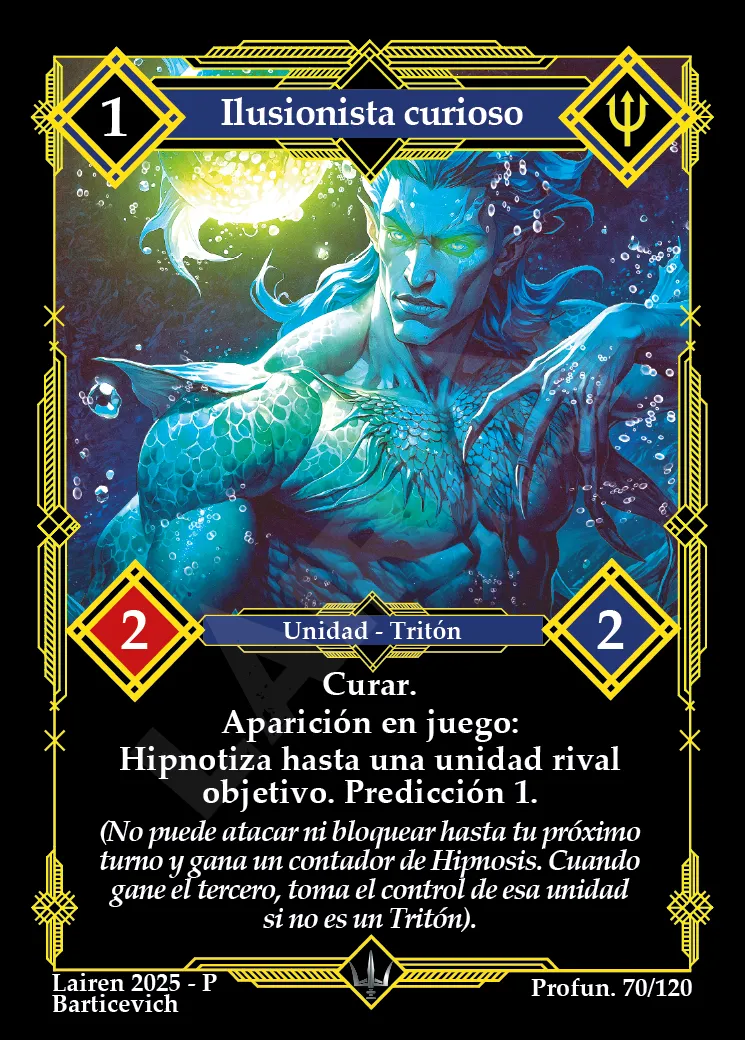 1
Ilusionista curioso
2
Unidad - Tritón
2
Curar.
Aparición en juego:
Hipnotiza hasta una unidad rival
objetivo. Predicción 1.
(No puede atacar ni bloquear hasta tu próximo
turno y gana un contador de Hipnosis. Cuando
gane el tercero, toma el control de esa unidad
si no es un Tritón).
Lairen 2025 - P
Barticevich
Profun. 70/120